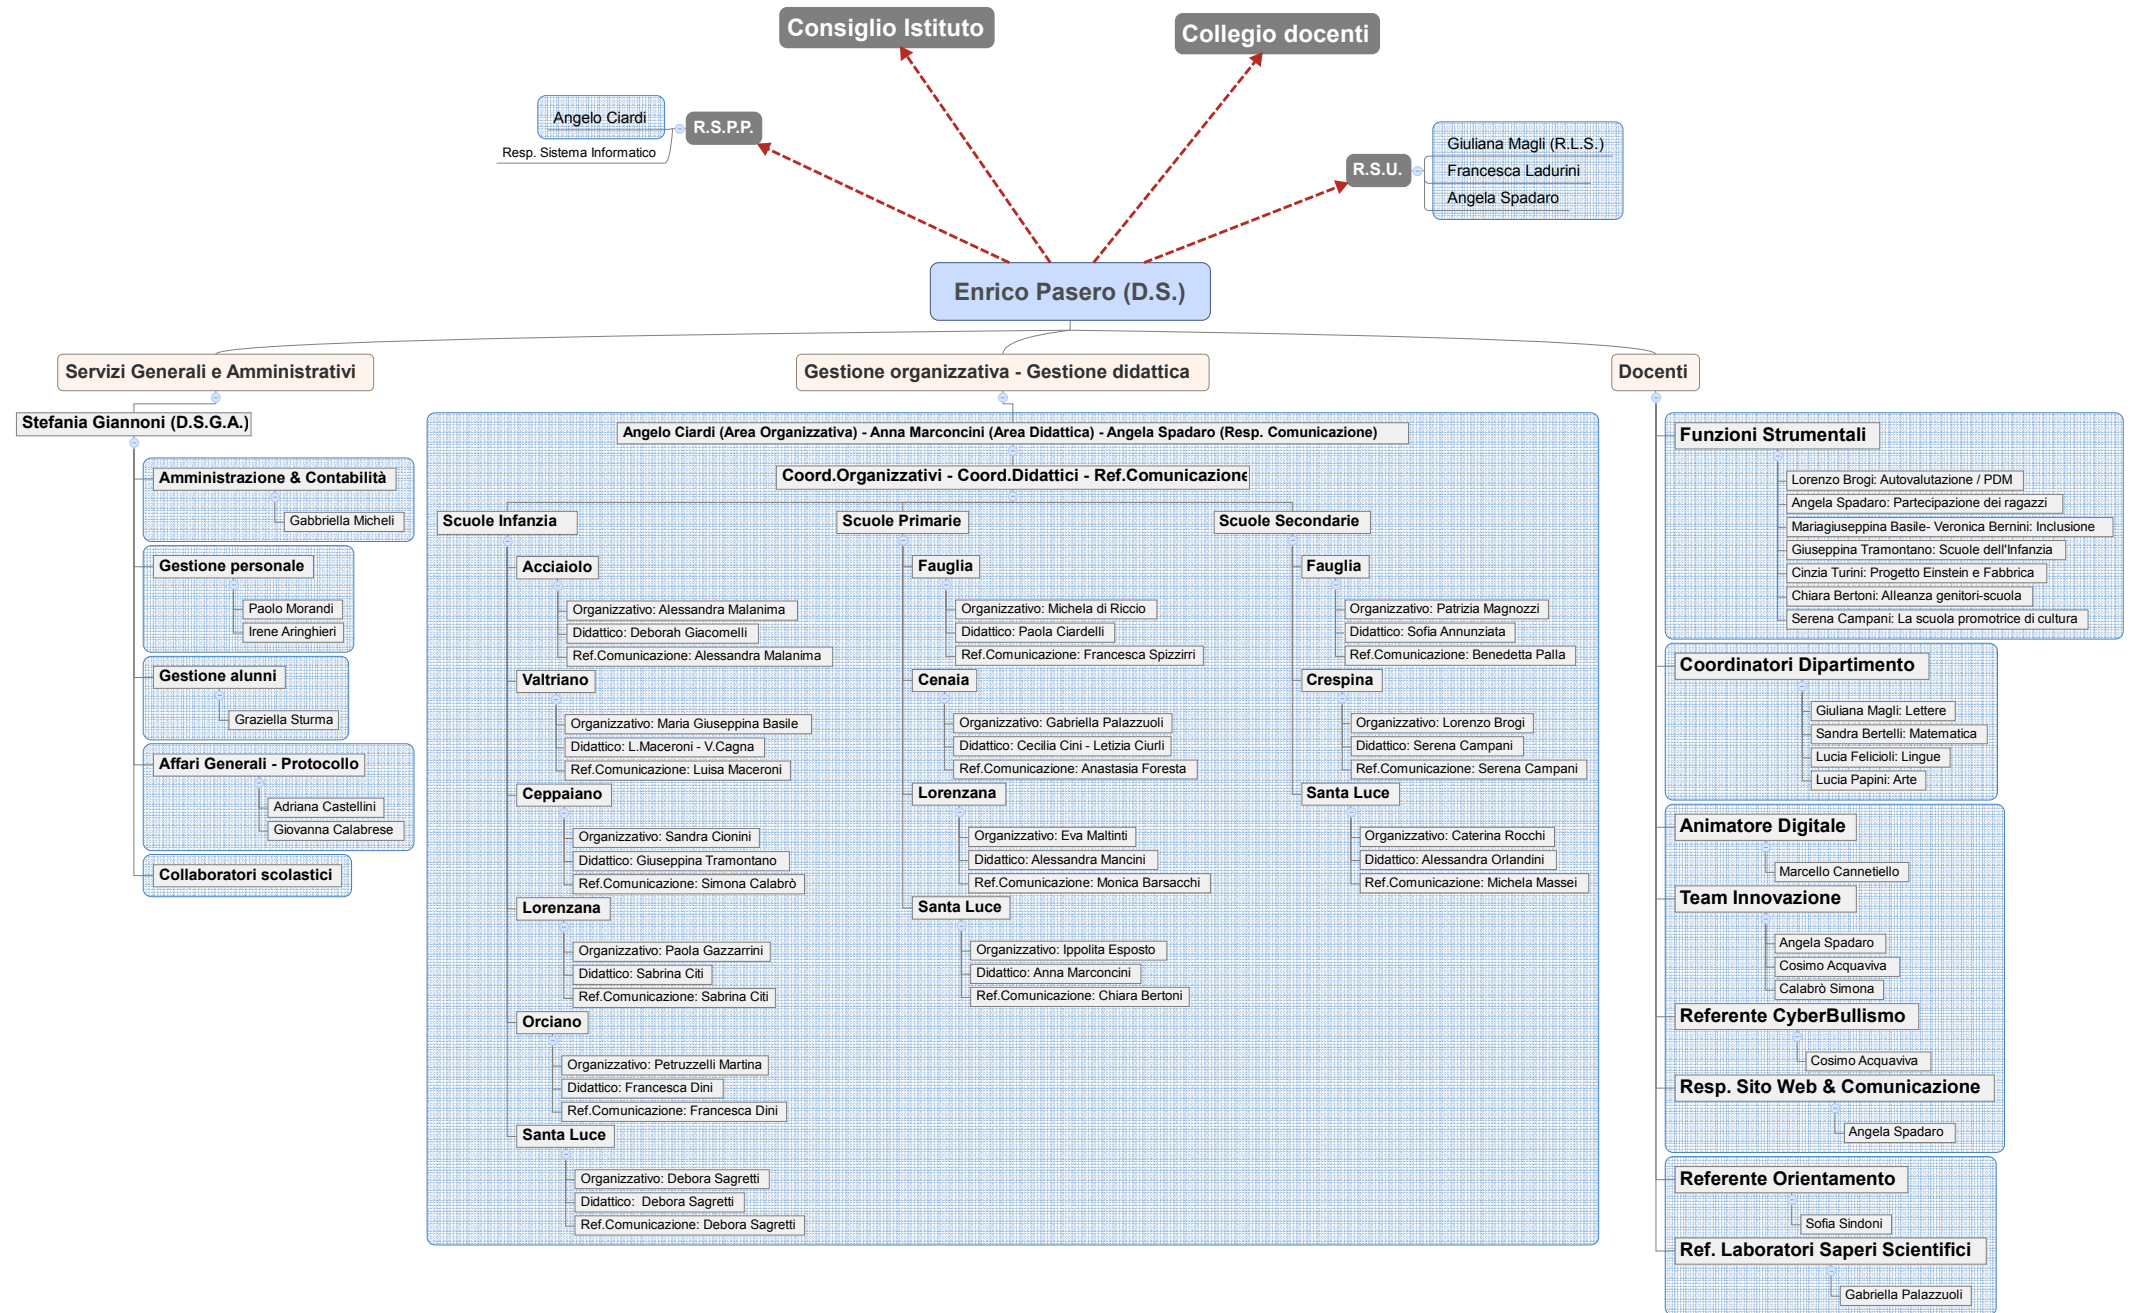 Consiglio Istituto
Collegio docenti
Angelo Ciardi
R.S.P.P.
Resp. Sistema Informatico
R.S.U.
Giuliana Magli (R.L.S.)
Francesca Ladurini
Angela Spadaro
Enrico Pasero (D.S.)
Servizi Generali e Amministrativi
Stefania Giannoni (D.S.G.A.)
Amministrazione & Contabilità
Gabbriella Micheli
Gestione personale
Paolo Morandi
Irene Aringhieri
Gestione alunni
Graziella Sturma
Affari Generali - Protocollo
Adriana Castellini
Giovanna Calabrese
Collaboratori scolastici
Gestione organizzativa - Gestione didattica
Angelo Ciardi (Area Organizzativa) - Anna Marconcini (Area Didattica) - Angela Spadaro (Resp. Comunicazione)
Coord.Organizzativi - Coord.Didattici - Ref.Comunicazione
Scuole Infanzia
Acciaiolo
Organizzativo: Alessandra Malanima
Didattico: Deborah Giacomelli
Ref.Comunicazione: Alessandra Malanima
Valtriano
Organizzativo: Maria Giuseppina Basile
Didattico: L.Maceroni - V.Cagna
Ref.Comunicazione: Luisa Maceroni
Ceppaiano
Organizzativo: Sandra Cionini
Didattico: Giuseppina Tramontano
Ref.Comunicazione: Simona Calabrò
Lorenzana
Organizzativo: Paola Gazzarrini
Didattico: Sabrina Citi
Ref.Comunicazione: Sabrina Citi
Orciano
Organizzativo: Petruzzelli Martina
Didattico: Francesca Dini
Ref.Comunicazione: Francesca Dini
Santa Luce
Organizzativo: Debora Sagretti
Didattico:  Debora Sagretti
Ref.Comunicazione: Debora Sagretti
Scuole Primarie
Fauglia
Organizzativo: Michela di Riccio
Didattico: Paola Ciardelli
Ref.Comunicazione: Francesca Spizzirri
Cenaia
Organizzativo: Gabriella Palazzuoli
Didattico: Cecilia Cini - Letizia Ciurli
Ref.Comunicazione: Anastasia Foresta
Lorenzana
Organizzativo: Eva Maltinti
Didattico: Alessandra Mancini
Ref.Comunicazione: Monica Barsacchi
Santa Luce
Organizzativo: Ippolita Esposto
Didattico: Anna Marconcini
Ref.Comunicazione: Chiara Bertoni
Scuole Secondarie
Fauglia
Organizzativo: Patrizia Magnozzi
Didattico: Sofia Annunziata
Ref.Comunicazione: Benedetta Palla
Crespina
Organizzativo: Lorenzo Brogi
Didattico: Serena Campani
Ref.Comunicazione: Serena Campani
Santa Luce
Organizzativo: Caterina Rocchi
Didattico: Alessandra Orlandini
Ref.Comunicazione: Michela Massei
Docenti
Funzioni Strumentali
Lorenzo Brogi: Autovalutazione / PDM
Angela Spadaro: Partecipazione dei ragazzi
Mariagiuseppina Basile- Veronica Bernini: Inclusione
Giuseppina Tramontano: Scuole dell'Infanzia
Cinzia Turini: Progetto Einstein e Fabbrica
Chiara Bertoni: Alleanza genitori-scuola
Serena Campani: La scuola promotrice di cultura
Coordinatori Dipartimento
Giuliana Magli: Lettere
Sandra Bertelli: Matematica
Lucia Felicioli: Lingue
Lucia Papini: Arte
Animatore Digitale
Marcello Cannetiello
Team Innovazione
Angela Spadaro
Cosimo Acquaviva
Calabrò Simona
Referente CyberBullismo
Cosimo Acquaviva
Resp. Sito Web & Comunicazione
Angela Spadaro
Referente Orientamento
Sofia Sindoni
Ref. Laboratori Saperi Scientifici
Gabriella Palazzuoli